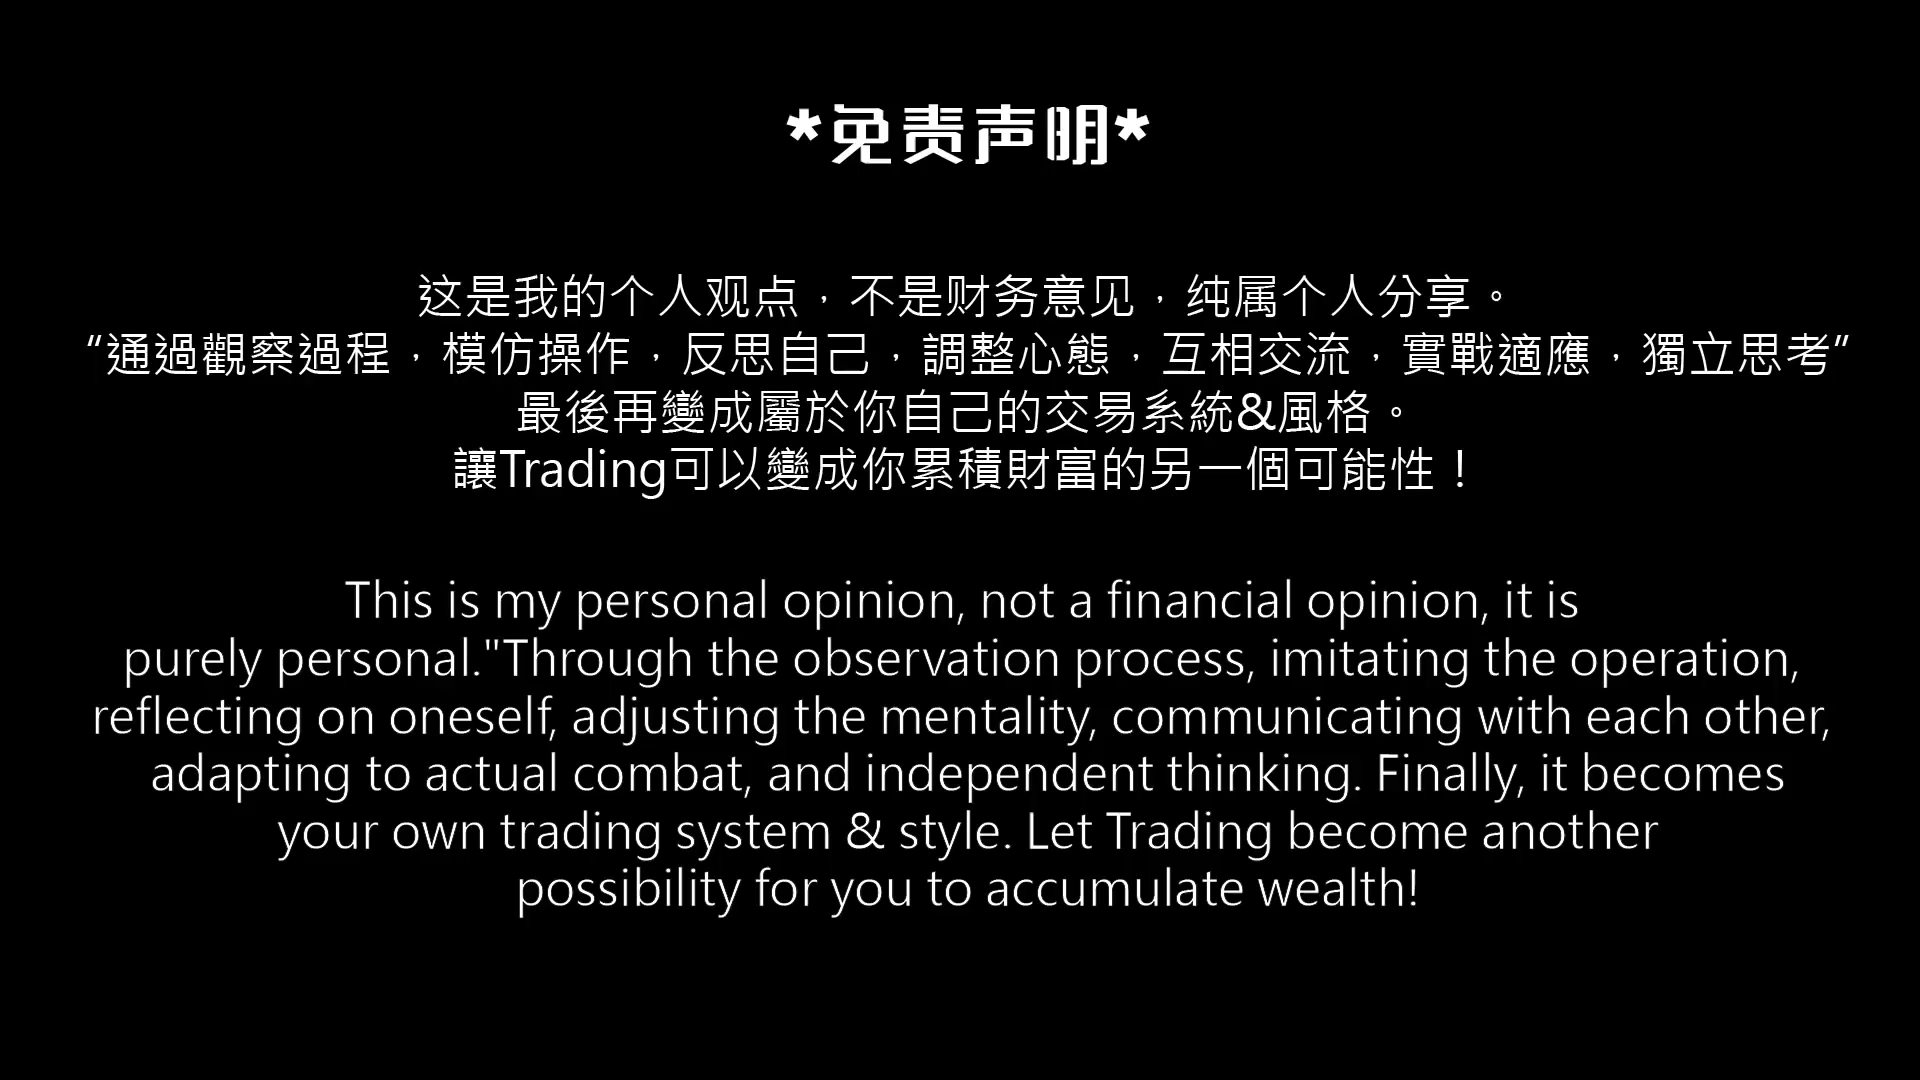 *免责声明*
这是我的个人观点，不是财务意见，纯属个人分享。
"通過觀察過程，模仿操作，反思自己，調整心態，互相交流，實戰適應，獨立思考"
最後再變成屬於你自己的交易系統&風格。
讓Trading可以變成你累積財富的另一個可能性！
This is my personal opinion, not a financial opinion, it is
purely personal."Through the observation process, imitating the operation,
reflecting on oneself, adjusting the mentality, communicating with each other,
adapting to actual combat, and independent thinking. Finally, it becomes
your own trading system & style. Let Trading become another
possibility for you to accumulate wealth!